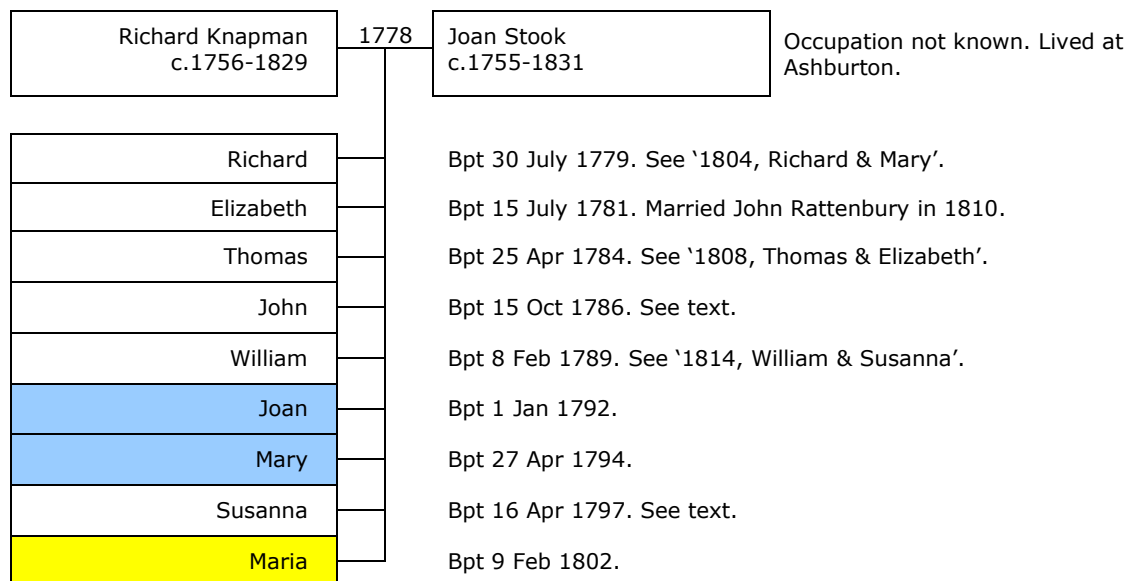 Richard Knapman
c.1756-1829
1778
Joan Stook
c.1755-1831
Occupation not known. Lived at
Ashburton.
Richard Bpt 30 July 1779. See ‘1804, Richard & Mary’.
Elizabeth Bpt 15 July 1781. Married John Rattenbury in 1810.
Thomas Bpt 25 Apr 1784. See ‘1808, Thomas & Elizabeth’.
John Bpt 15 Oct 1786. See text.
William Bpt 8 Feb 1789. See ‘1814, William & Susanna’.
Joan Bpt 1 Jan 1792.
Mary Bpt 27 Apr 1794.
Susanna Bpt 16 Apr 1797. See text.
Maria Bpt 9 Feb 1802.